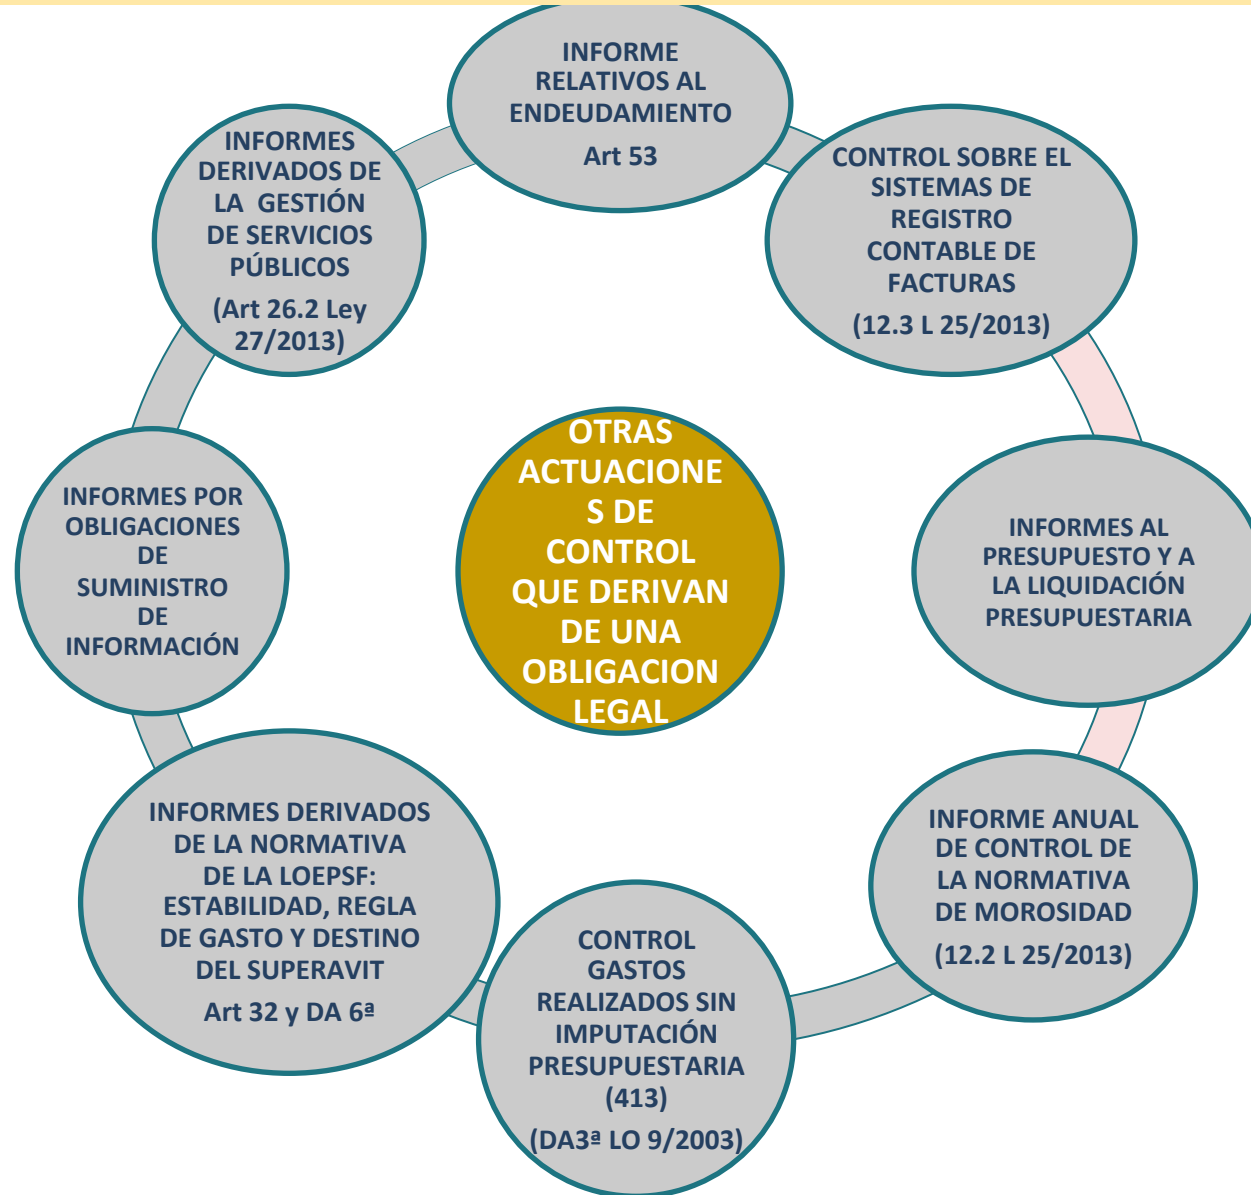 INFORME
RELATIVOS AL
ENDEUDAMIENTO
Art 53
CONTROL SOBRE EL
SISTEMAS DE
REGISTRO
CONTABLE DE
FACTURAS
(12.3 L 25/2013)
INFORMES AL
PRESUPUESTO Y A
LA LIQUIDACIÓN
PRESUPUESTARIA
INFORME ANUAL
DE CONTROL DE
LA NORMATIVA
DE MOROSIDAD
(12.2 L 25/2013)
CONTROL
GASTOS
REALIZADOS SIN
IMPUTACIÓN
PRESUPUESTARIA
(413)
(DA3ª LO 9/2003)
INFORMES DERIVADOS
DE LA NORMATIVA
DE LA LOEPSF:
ESTABILIDAD, REGLA
DE GASTO Y DESTINO
DEL SUPERAVIT
Art 32 y DA 6ª
INFORMES POR
OBLIGACIONES
DE
SUMINISTRO
DE
INFORMACIÓN
INFORMES
DERIVADOS DE
LA GESTIÓN
DE SERVICIOS
PÚBLICOS
(Art 26.2 Ley
27/2013)
OTRAS
ACTUACIONE
S DE
CONTROL
QUE DERIVAN
DE UNA
OBLIGACION
LEGAL